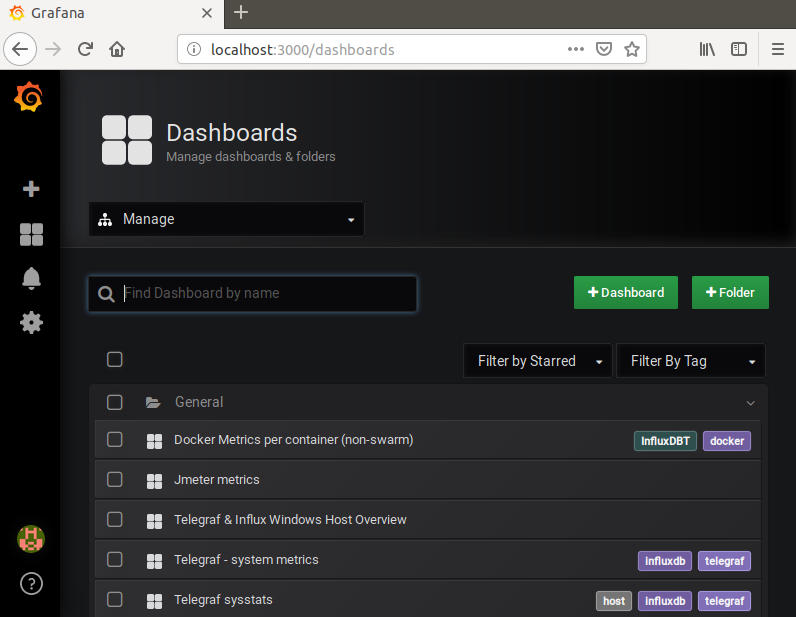 Grafana
localhost:3000/dashboards
Dashboards
Manage dashboards & folders
Manage
Find Dashboard by name
Dashboard
Folder
Filter by Starred
Filter By Tag
General
Docker Metrics per container (non-swarm) InfluxDBT docker
Jmeter metrics
Telegraf & Influx Windows Host Overview
Telegraf - system metrics influxdb telegraf
Telegraf sysstats host influxdb telegraf
?